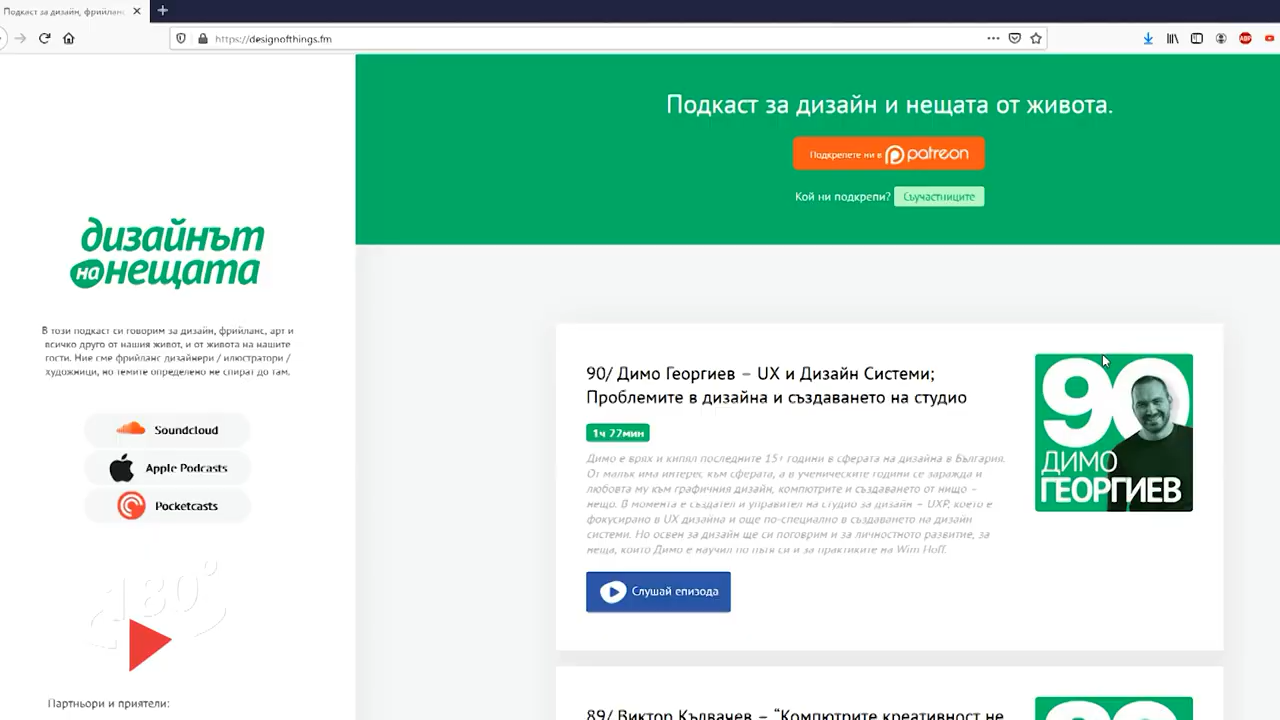 Подкаст за дизайн, фрийланс
https://designofthings.fm
ABP
Подкаст за дизайн и нещата от живота.
Подкрепете ни в patreon
Кой ни подкрепи? Съучастниците
дизайнът
на нещата
В този подкаст си говорим за дизайн, фрийланс, арт и
всичко друго от нашия живот, и от живота на нашите
гости. Ние сме фрийланс дизайнери / илюстратори /
художници, но темите определено не спират до там.
Soundcloud
Apple Podcasts
Pocketcasts
180°
Партньори и приятели:
90/ Димо Георгиев – UX и Дизайн Системи;
Проблемите в дизайна и създаването на студио
1ч 22мин
Димо е врял и кипял последните 15+ години в сферата на дизайна в България.
От малък има интерес към сферата, а в ученическите години се заражда и
любовта му към графичния дизайн, компютрите и създаването от нищо –
нещо. В момента е създател и управител на студио за дизайн – UXP, което е
фокусирано в UX дизайна и още по-специално в създаването на дизайн
системи. Но освен за дизайн ще си поговрим и за личностното развитие, за
неща, които Димо е научил по пътя си и за практиките на Wim Hoff.
Слушай епизода
90
ДИМО
ГЕОРГИЕВ
89/ Виктор Кълвачев – “Компютрите креативност не